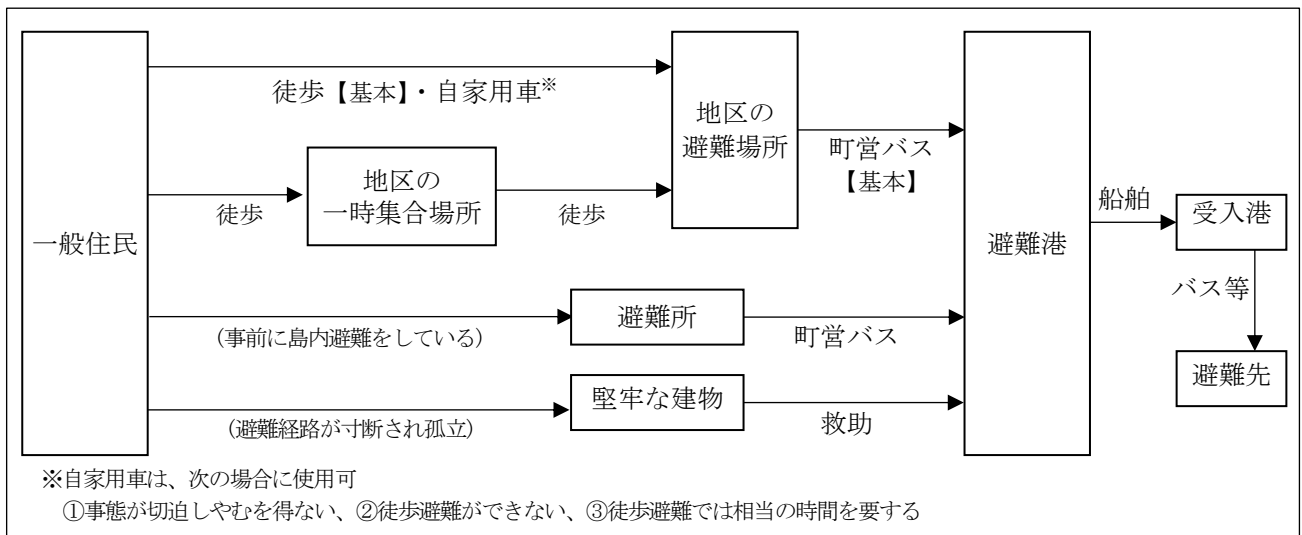 一般住民
徒歩【基本】・自家用車※
徒歩
地区の
一時集合場所
徒歩
地区の
避難場所
町営バス
【基本】
(事前に島内避難をしている)
避難所
町営バス
(避難経路が寸断され孤立)
堅牢な建物
救助
避難港
船舶
受入港
バス等
避難先
※自家用車は、次の場合に使用可
①事態が切迫しやむを得ない、②徒歩避難ができない、③徒歩避難では相当の時間を要する